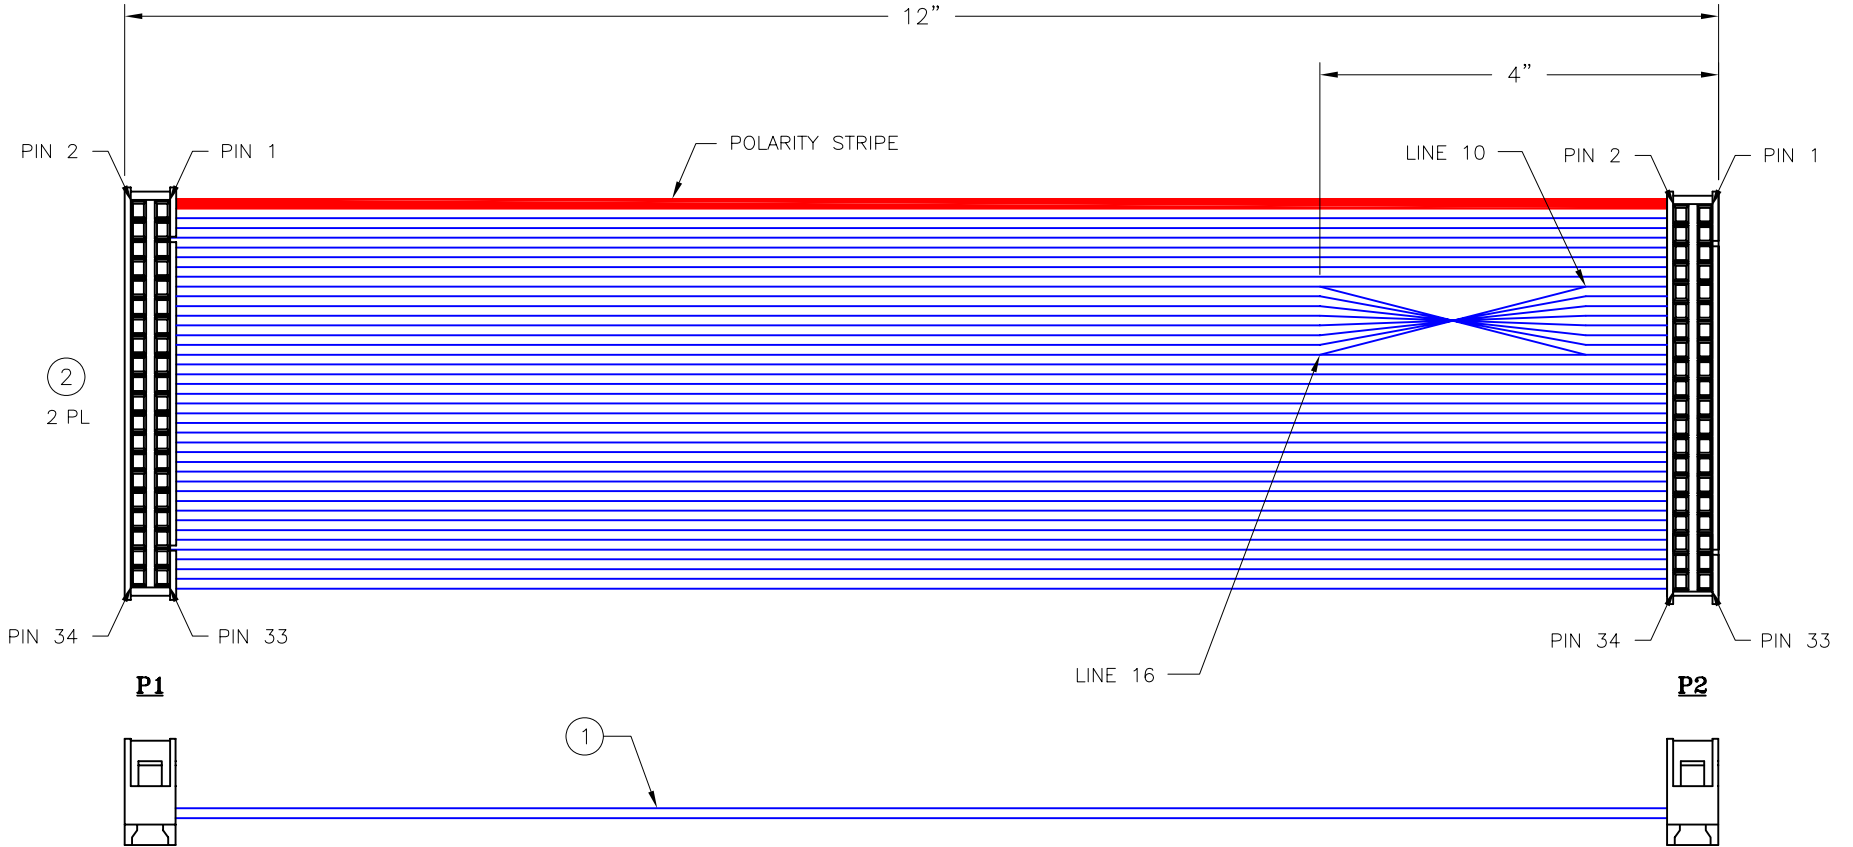 12”
4”
POLARITY STRIPE
LINE 10
PIN 2
PIN 1
PIN 2
PIN 1
2
2 PL
PIN 34
PIN 33
PIN 34
PIN 33
LINE 16
P1
P2
1